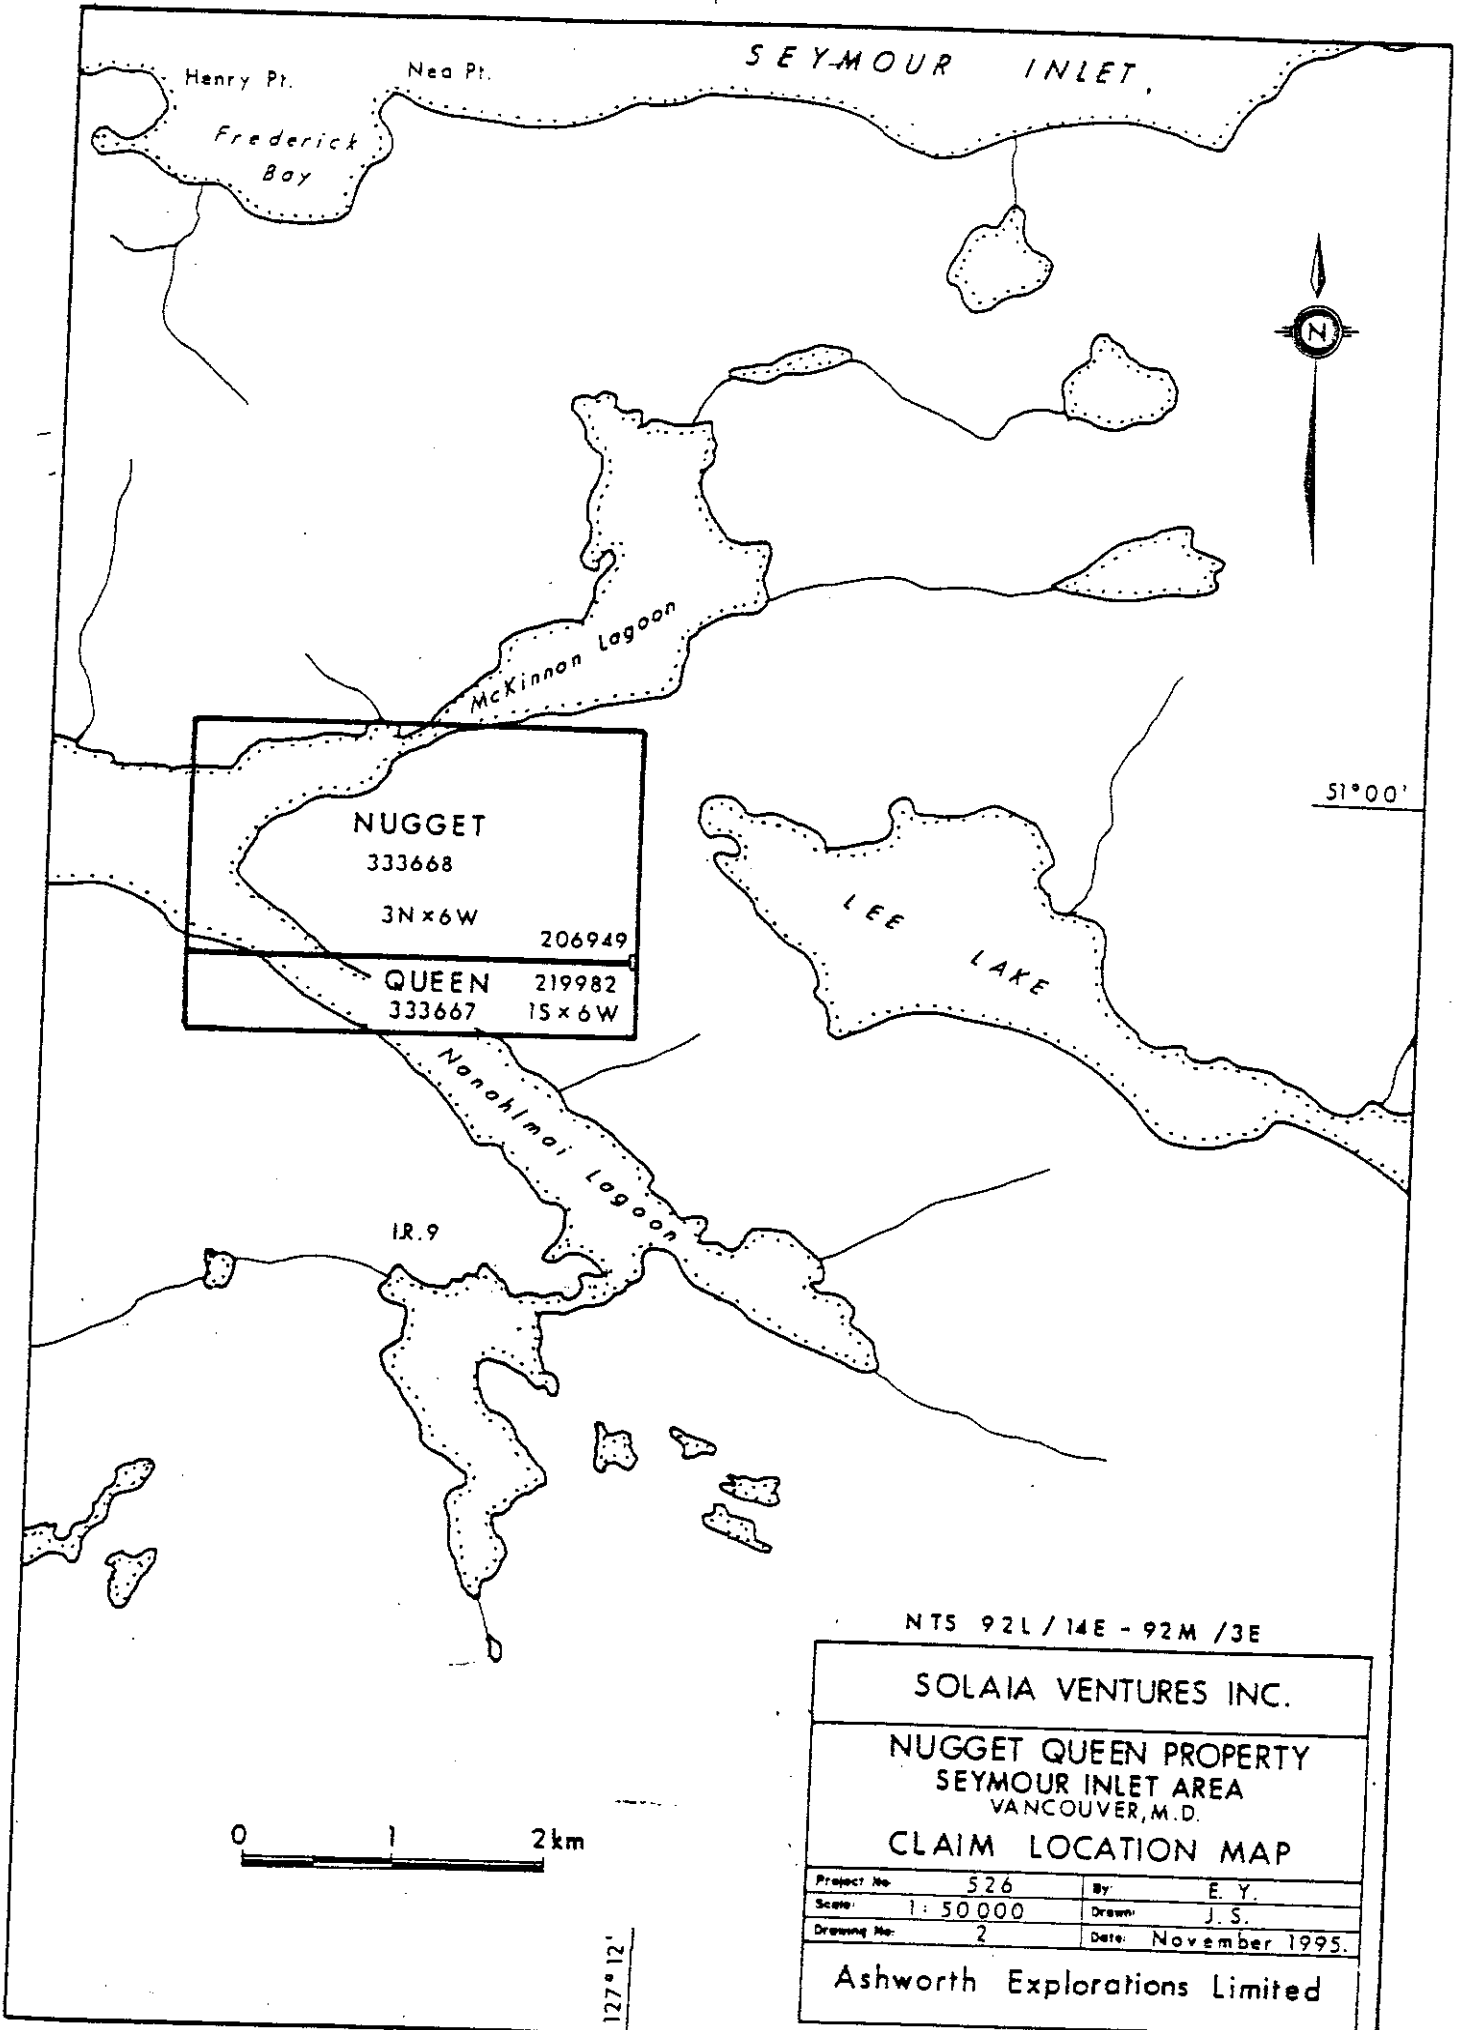 SEYMOUR INLET
Henry Pt.
Nea Pt.
Frederick
Bay
N
McKinnon Lagoon
51°00'
NUGGET
333668
3N×6W
206949
QUEEN 219982
333667 1S×6W
LEE LAKE
Nanahlmai Lagoon
I.R.9
NTS 92L/14E - 92M/3E
SOLAIA VENTURES INC.
NUGGET QUEEN PROPERTY
SEYMOUR INLET AREA
VANCOUVER, M.D.
CLAIM LOCATION MAP
0 1 2km
Project No 526 By: E. Y.
Scale: 1:50000 Drawn: J. S.
Drawing No: 2 Date: November 1995.
Ashworth Explorations Limited
127°12'